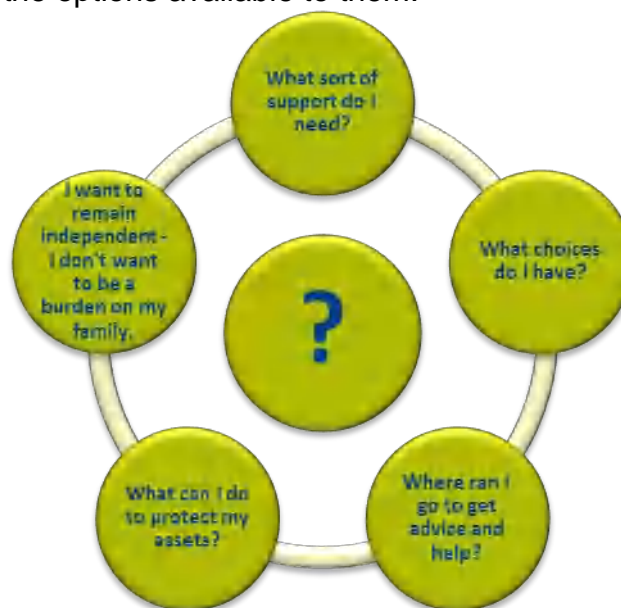 the options available to them.
What sort of
support do I
need?
I want to
remain
independent -
I don't want
to be a
burden on my
family.
What choices
do I have?
?
What can I do
to protect my
assets?
Where can I
go to get
advice and
help?